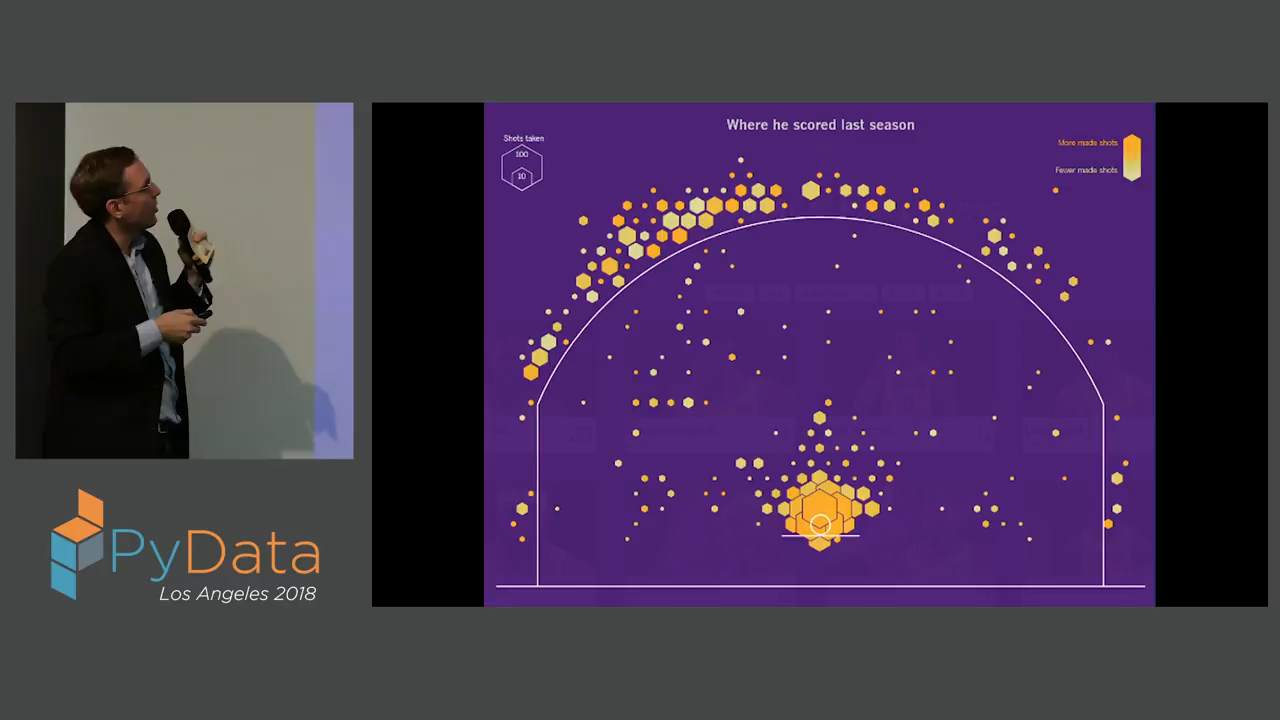 Where he scored last season
Shots taken
100
10
More made shots
Fewer made shots
23
PyData
Los Angeles 2018